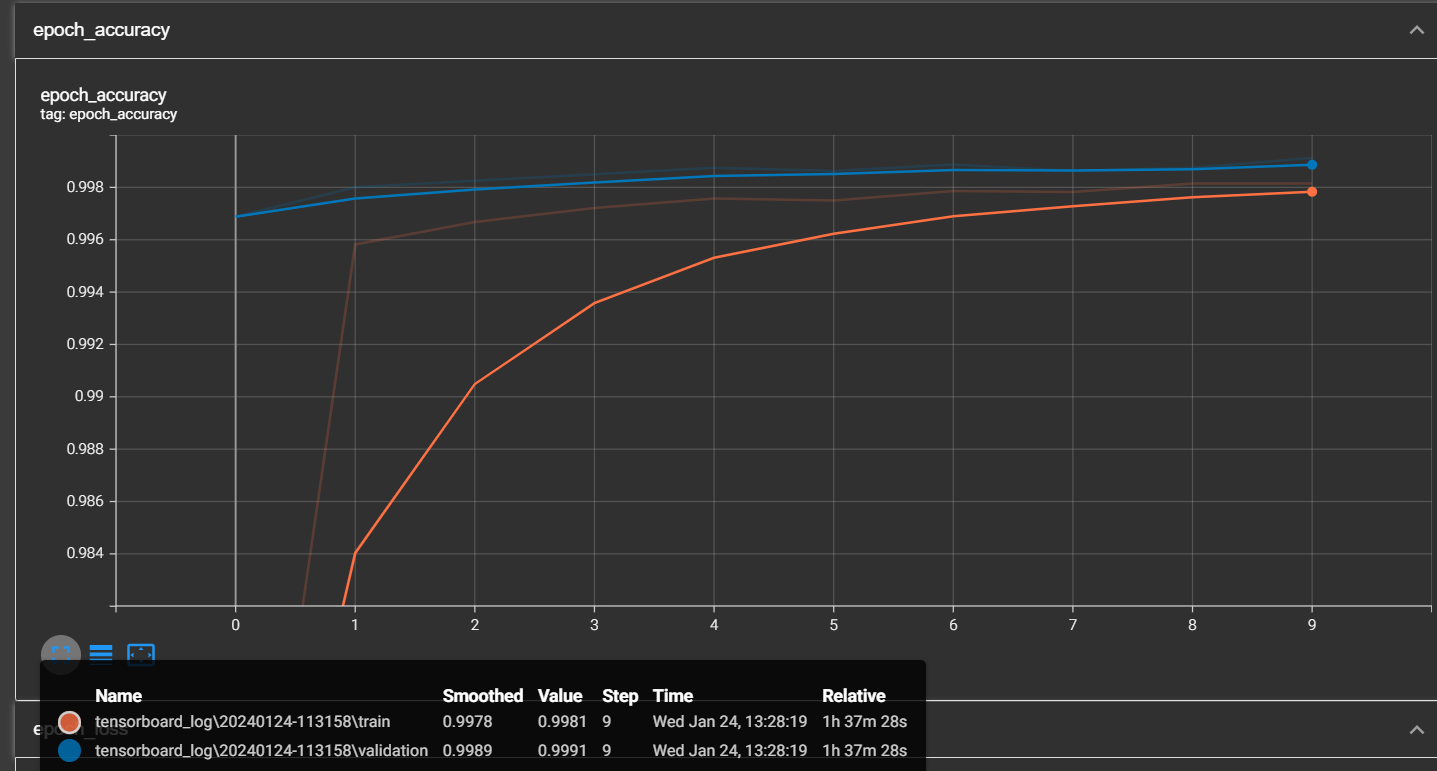 epoch_accuracy
epoch_accuracy
tag: epoch_accuracy
0.998
0.996
0.994
0.992
0.99
0.988
0.986
0.984
0 1 2 3 4 5 6 7 8 9
Name Smoothed Value Step Time Relative
tensorboard_log\20240124-113158\train 0.9978 0.9981 9 Wed Jan 24, 13:28:19 1h 37m 28s
epoch_loss
tensorboard_log\20240124-113158\validation 0.9989 0.9991 9 Wed Jan 24, 13:28:19 1h 37m 28s